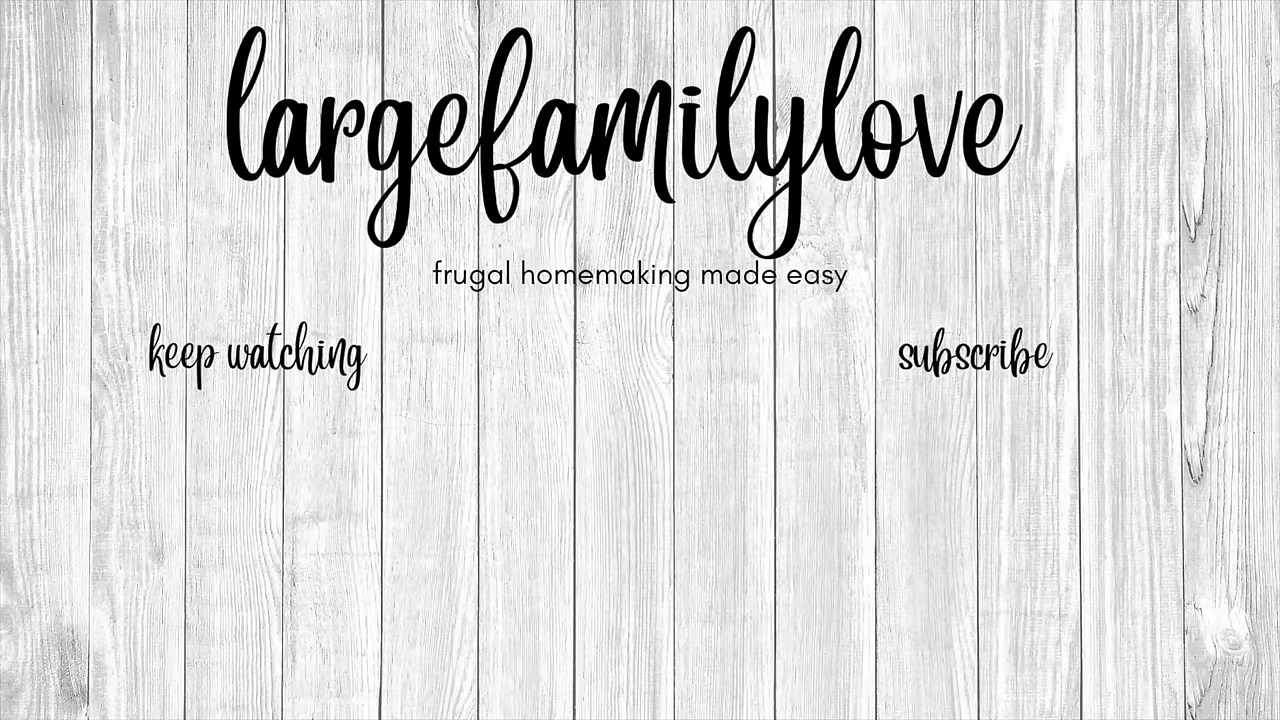 largefamilylove
frugal homemaking made easy
keep watching
subscribe